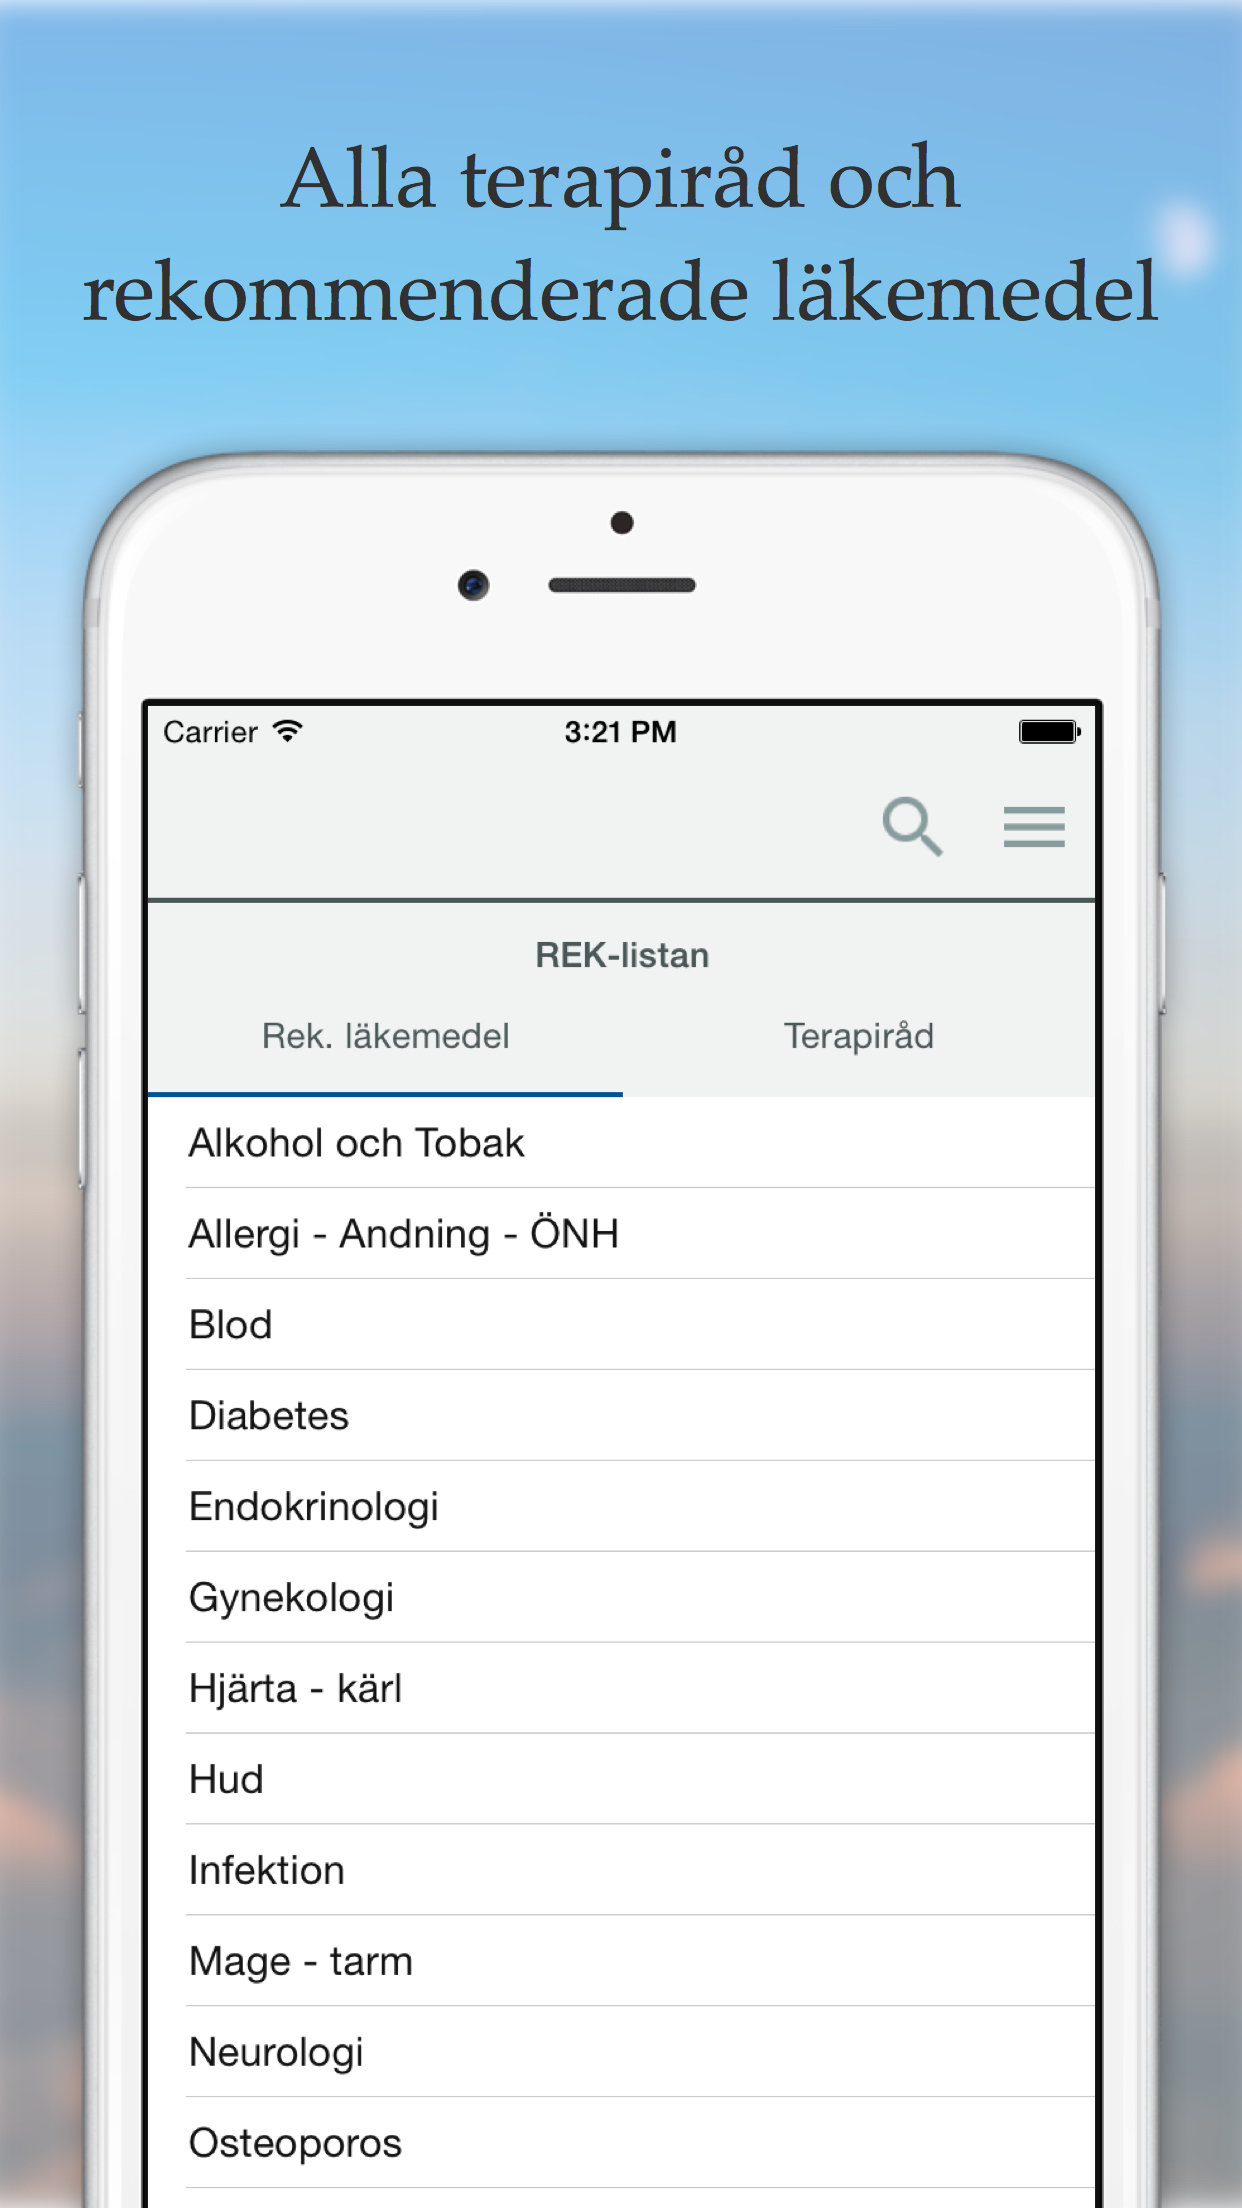 Alla terapiråd och
rekommenderade läkemedel
Carrier 3:21 PM
REK-listan
Rek. läkemedel Terapiråd
Alkohol och Tobak
Allergi - Andning - ÖNH
Blod
Diabetes
Endokrinologi
Gynekologi
Hjärta - kärl
Hud
Infektion
Mage - tarm
Neurologi
Osteoporos